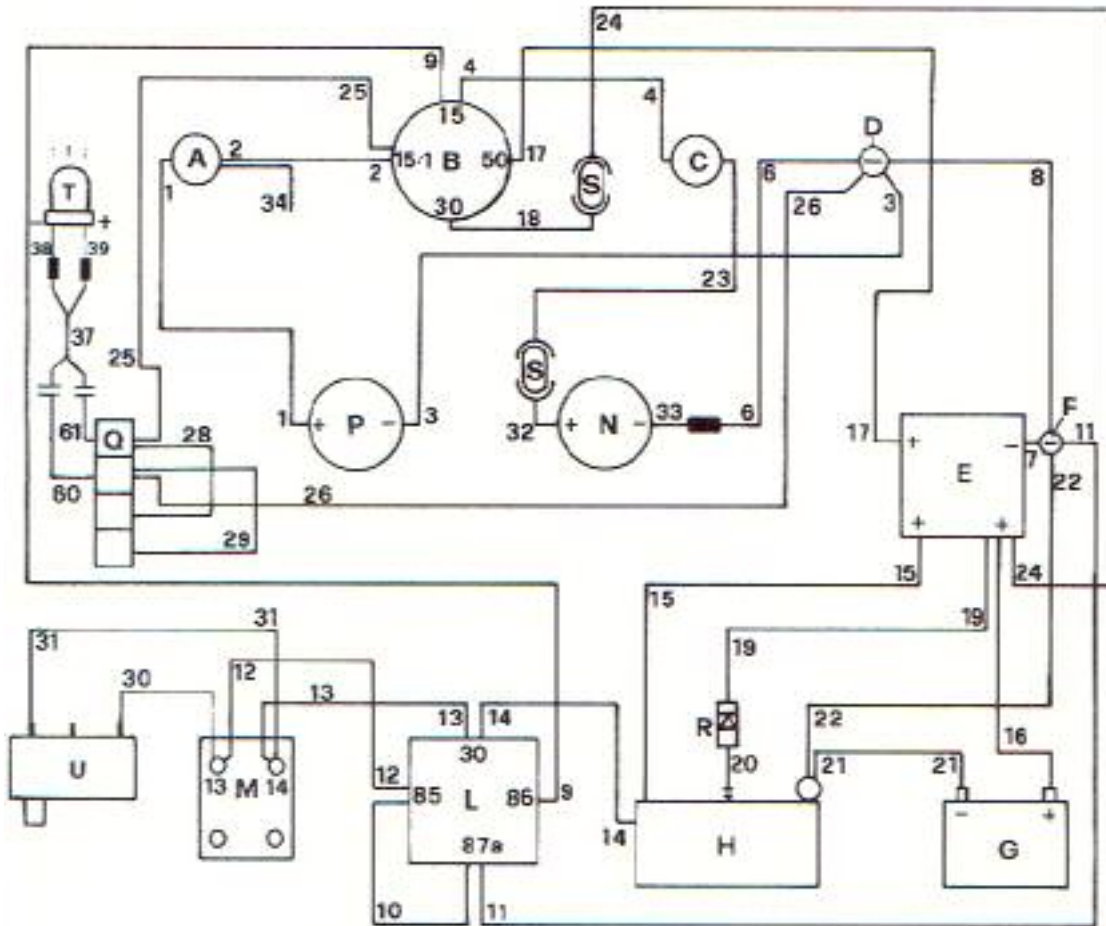 24
9 4
25 4 D
15
A 2 15-1 B 50 17 C
1 2 S 6 8
T 34 30 18 26 3
- +
38 39
23
37
25 S
1 + P - 3 32 + N - 33 6 17 + - F 11
61 Q 28 7 22
E
60 26
29 + +
15 15 24
19
31 31
12 19
30 13
13 14 R 22 16
30 20 21 21
U 13 M 14 12
85 L 86 9 - +
14 H G
87a
10 11